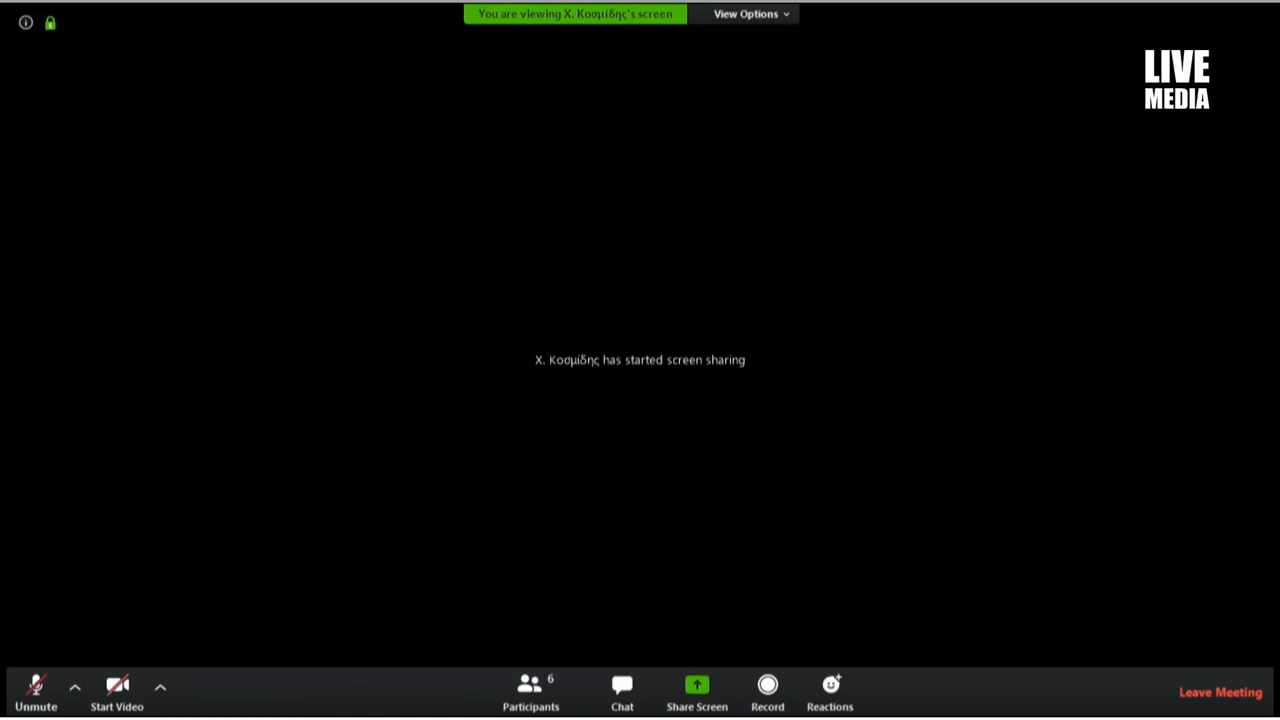 You are viewing Χ. Κοσμίδης's screen
View Options
LIVE
MEDIA
Χ. Κοσμίδης has started screen sharing
Unmute
Start Video
6
Participants
Chat
Share Screen
Record
Reactions
Leave Meeting